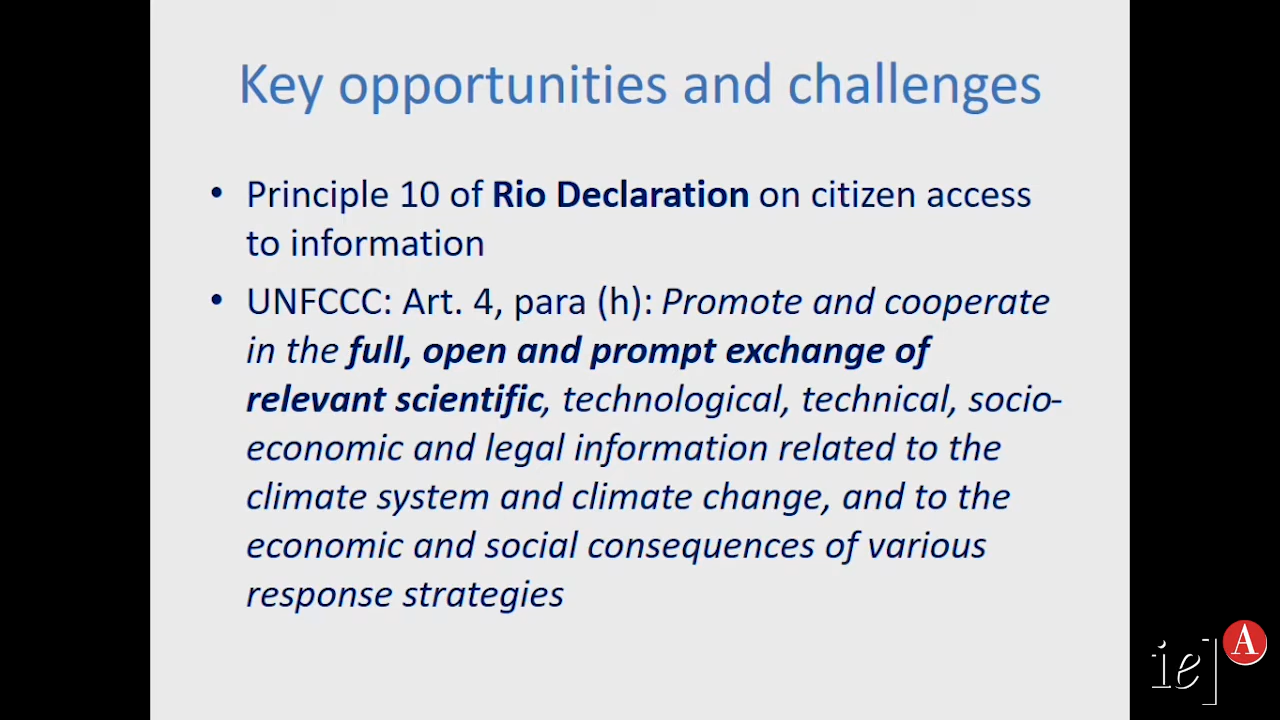 Key opportunities and challenges
• Principle 10 of Rio Declaration on citizen access
to information
• UNFCCC: Art. 4, para (h): Promote and cooperate
in the full, open and prompt exchange of
relevant scientific, technological, technical, socio-
economic and legal information related to the
climate system and climate change, and to the
economic and social consequences of various
response strategies
ie]
A